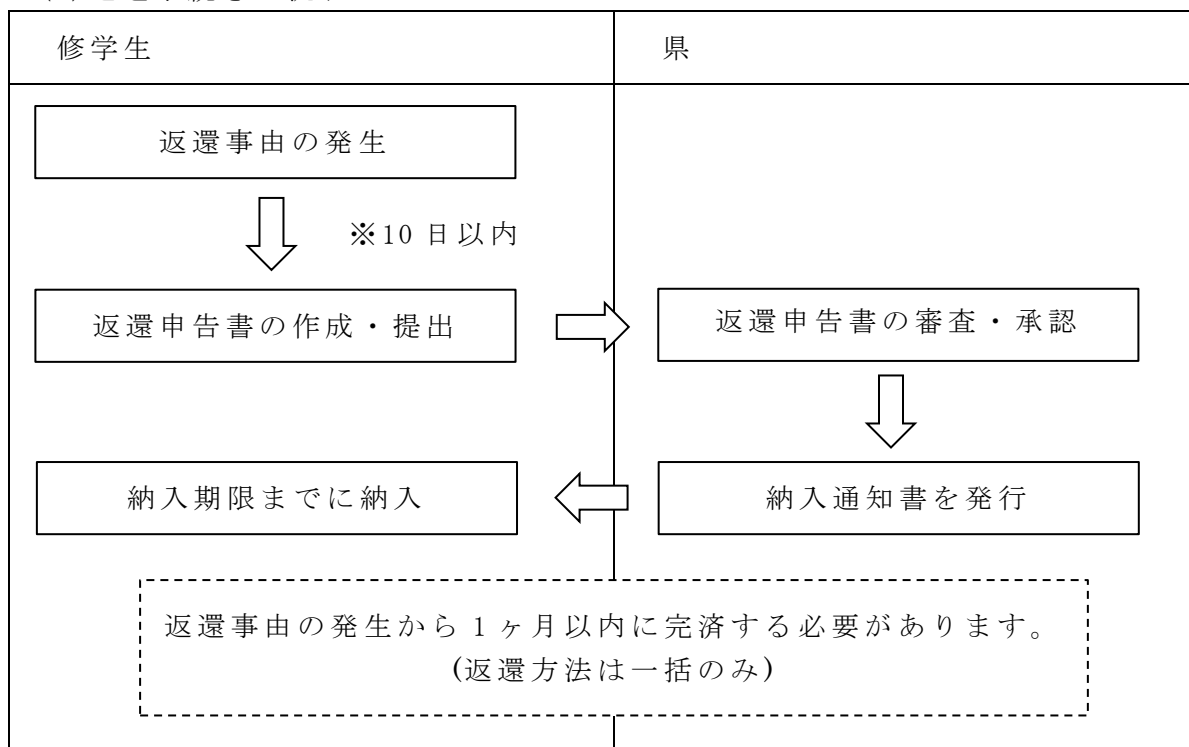 修学生
県
返還事由の発生
※10日以内
返還申告書の作成・提出
返還申告書の審査・承認
納入期限までに納入
納入通知書を発行
返還事由の発生から1ヶ月以内に完済する必要があります。
(返還方法は一括のみ)